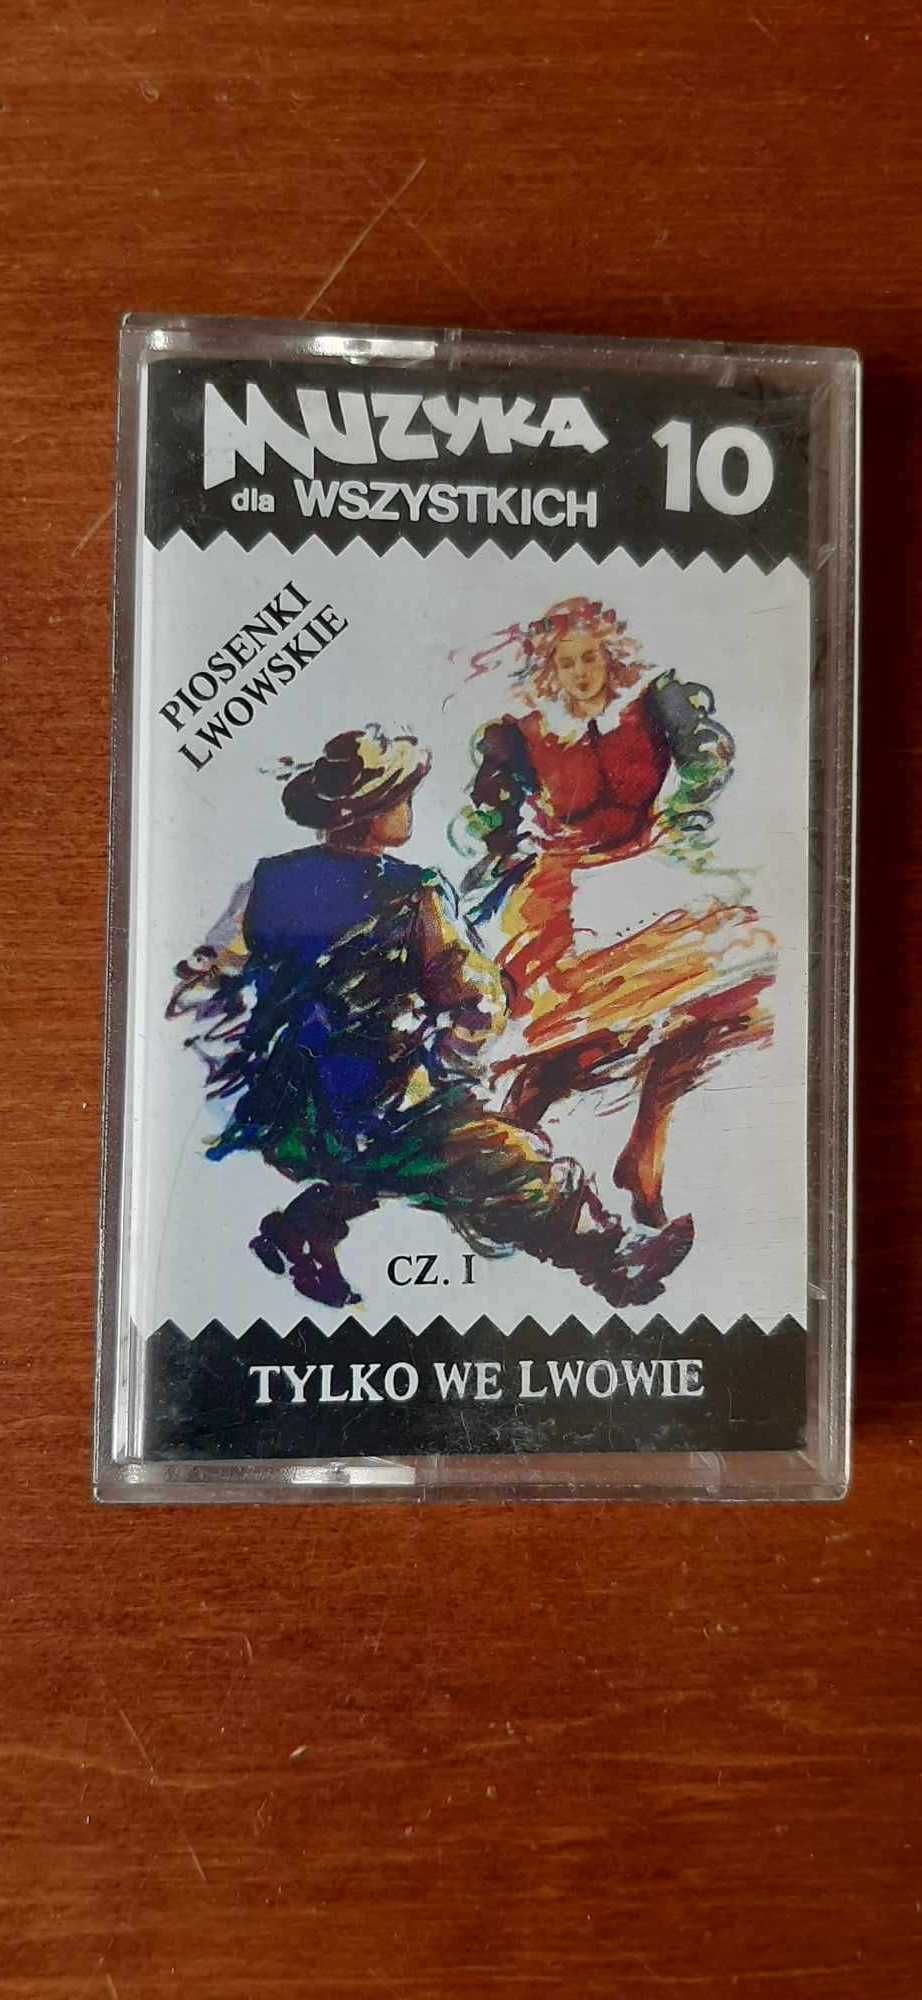 MUZYKA 10
dla WSZYSTKICH
PIOSENKI
LWOWSKIE
CZ. I
TYLKO WE LWOWIE